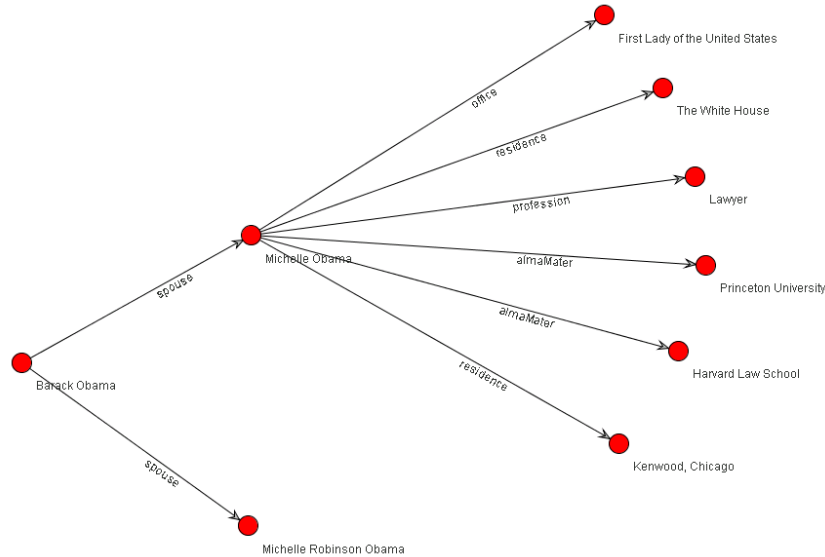 First Lady of the United States
office
The White House
residence
Lawyer
profession
Michelle Obama
almaMater
Princeton University
spouse
almaMater
Harvard Law School
Barack Obama
residence
Kenwood, Chicago
spouse
Michelle Robinson Obama